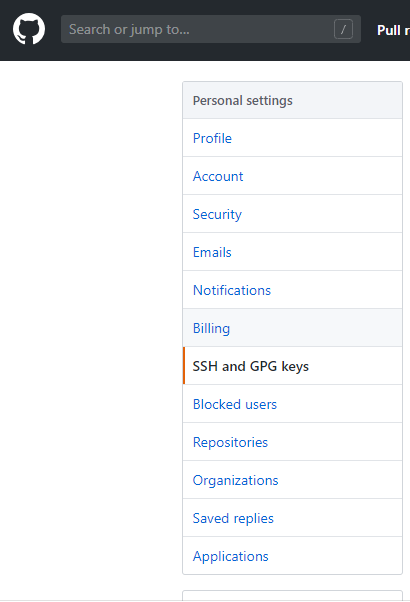 Search or jump to...
/
Pull r
Personal settings
Profile
Account
Security
Emails
Notifications
Billing
SSH and GPG keys
Blocked users
Repositories
Organizations
Saved replies
Applications